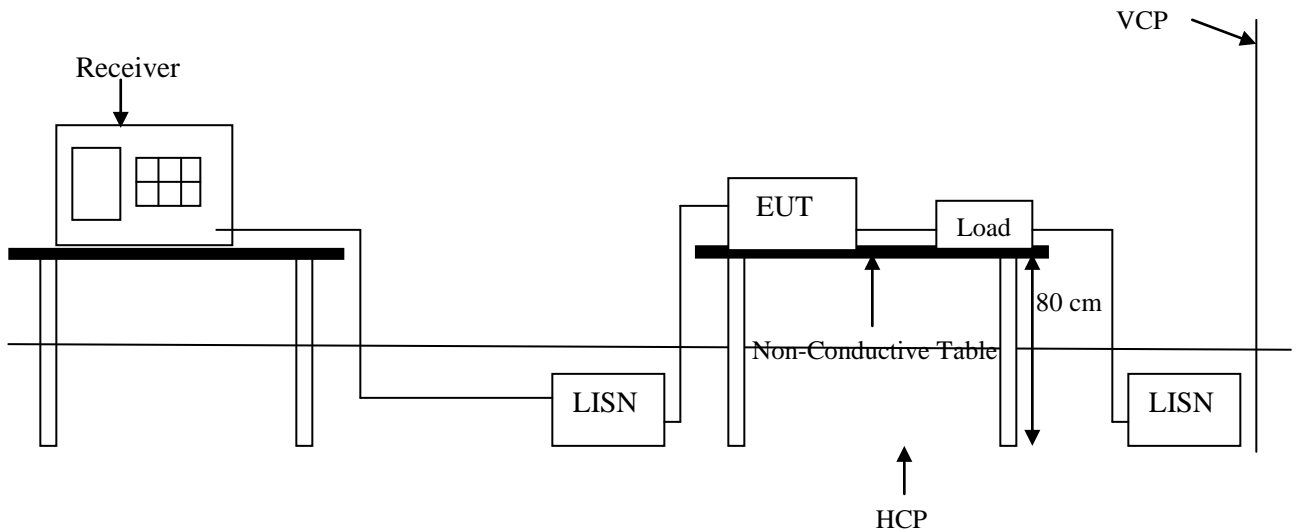 VCP
Receiver
EUT
Load
80 cm
Non-Conductive Table
LISN
LISN
HCP